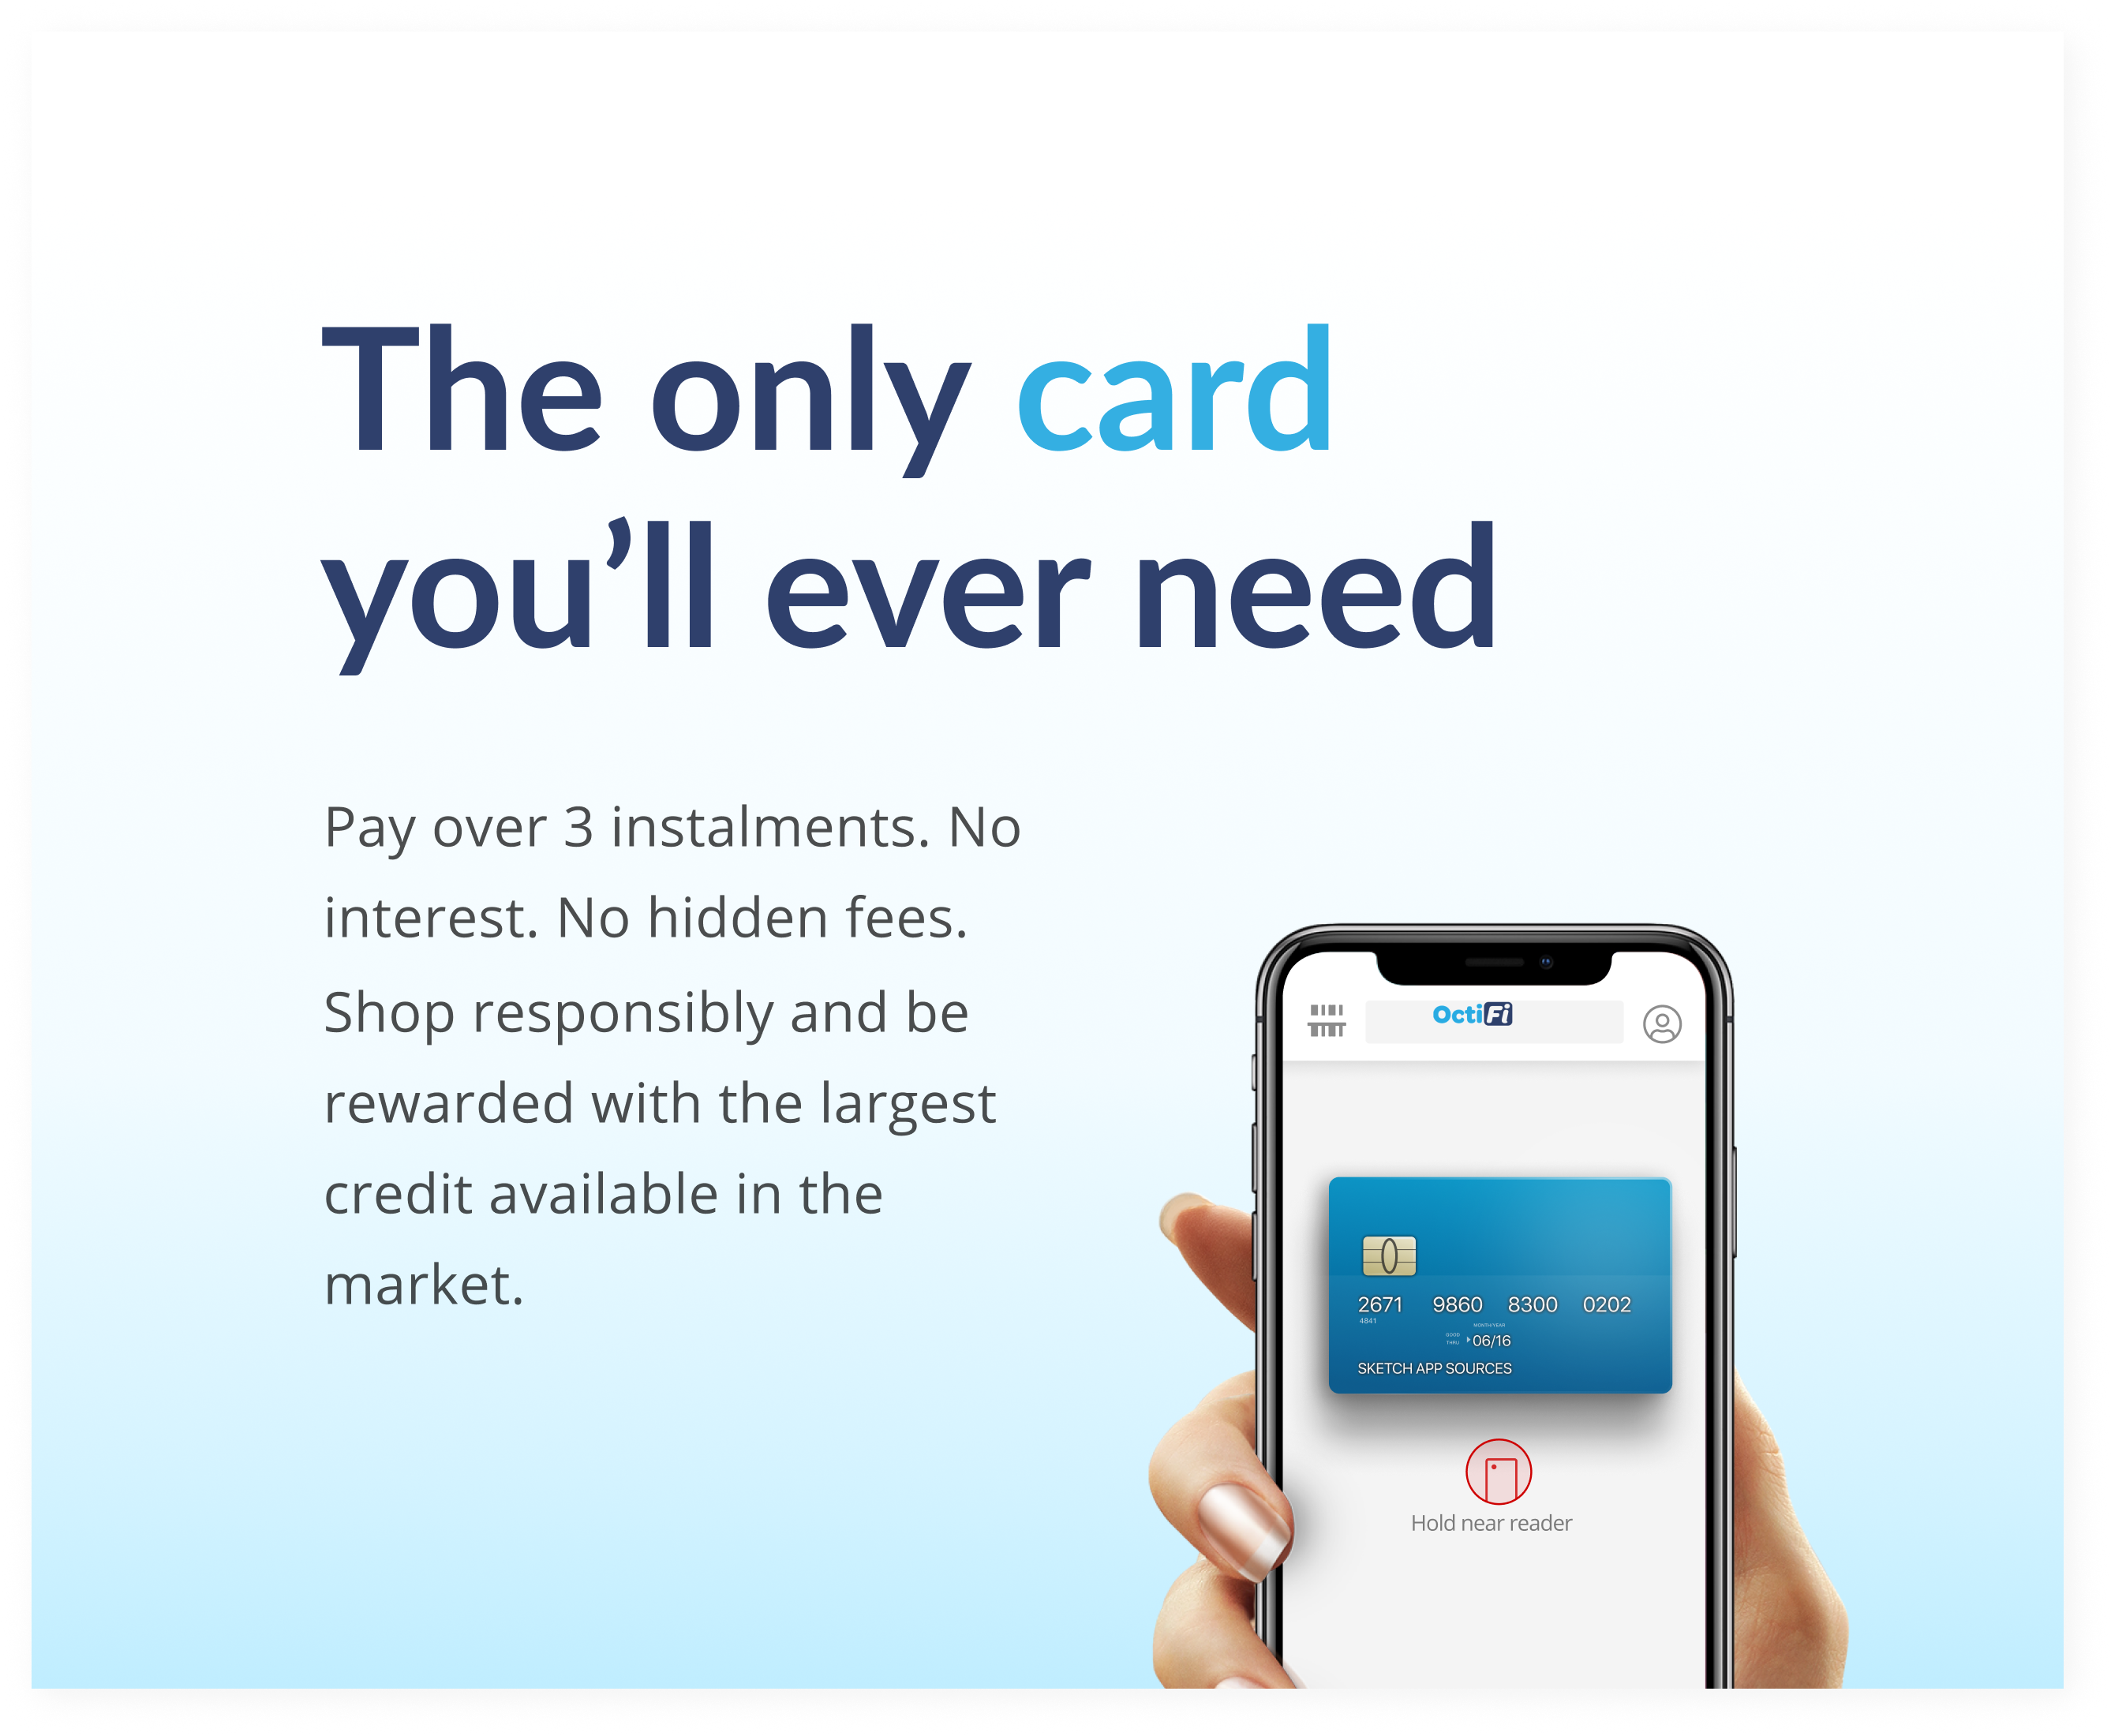 The only card
you’ll ever need
Pay over 3 instalments. No
interest. No hidden fees.
Shop responsibly and be
rewarded with the largest
credit available in the
market.
OctiFi
2671 9860 8300 0202
4841
MONTH/YEAR
GOOD
THRU
06/16
SKETCH APP SOURCES
Hold near reader